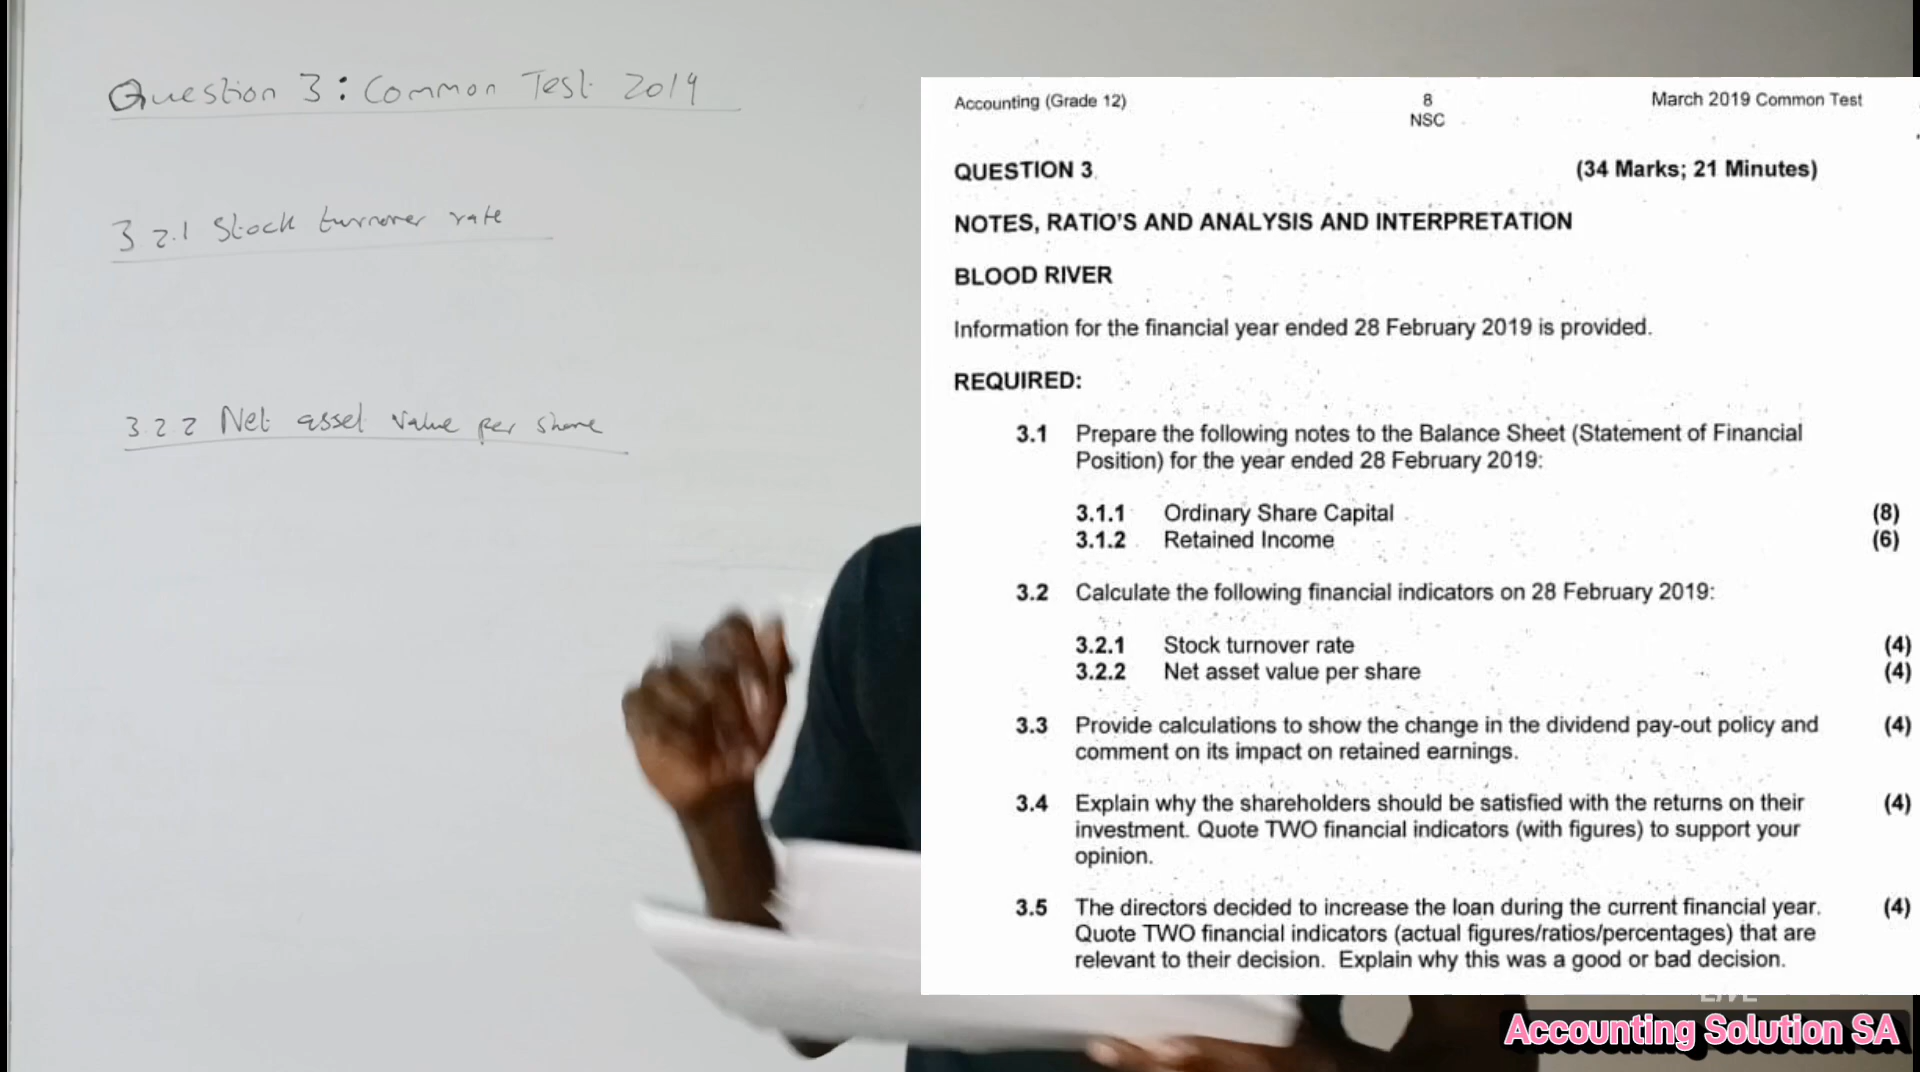 Question 3: Common Test 2019
3 2.1 Stock turnover rate
3.2 2 Net asset value per share
Accounting (Grade 12) 8 March 2019 Common Test
NSC
QUESTION 3 (34 Marks; 21 Minutes)
NOTES, RATIO'S AND ANALYSIS AND INTERPRETATION
BLOOD RIVER
Information for the financial year ended 28 February 2019 is provided.
REQUIRED:
3.1 Prepare the following notes to the Balance Sheet (Statement of Financial
Position) for the year ended 28 February 2019:
3.1.1 Ordinary Share Capital (8)
3.1.2 Retained Income (6)
3.2 Calculate the following financial indicators on 28 February 2019:
3.2.1 Stock turnover rate (4)
3.2.2 Net asset value per share (4)
3.3 Provide calculations to show the change in the dividend pay-out policy and (4)
comment on its impact on retained earnings.
3.4 Explain why the shareholders should be satisfied with the returns on their (4)
investment. Quote TWO financial indicators (with figures) to support your
opinion.
3.5 The directors decided to increase the loan during the current financial year. (4)
Quote TWO financial indicators (actual figures/ratios/percentages) that are
relevant to their decision. Explain why this was a good or bad decision.
Accounting Solution SA